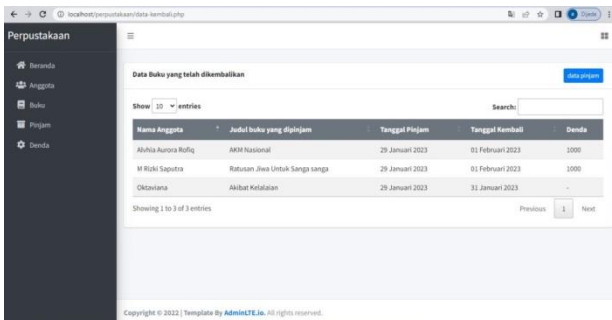 localhost/perpustakaan/data-kembali.php
Perpustakaan
Beranda
Anggota
Buku
Pinjam
Denda
Data Buku yang telah dikembalikan
data pinjam
Show 10 entries
Search:
Nama Anggota Judul buku yang dipinjam Tanggal Pinjam Tanggal Kembali Denda
Alvhia Aurora Rofiq AKM Nasional 29 Januari 2023 01 Februari 2023 1000
M Rizki Saputra Ratusan Jiwa Untuk Sanga sanga 29 Januari 2023 01 Februari 2023 1000
Oktaviana Akibat Kelalaian 29 Januari 2023 31 Januari 2023 -
Showing 1 to 3 of 3 entries
Previous 1 Next
Copyright © 2022 | Template By AdminLTE.io. All rights reserved.